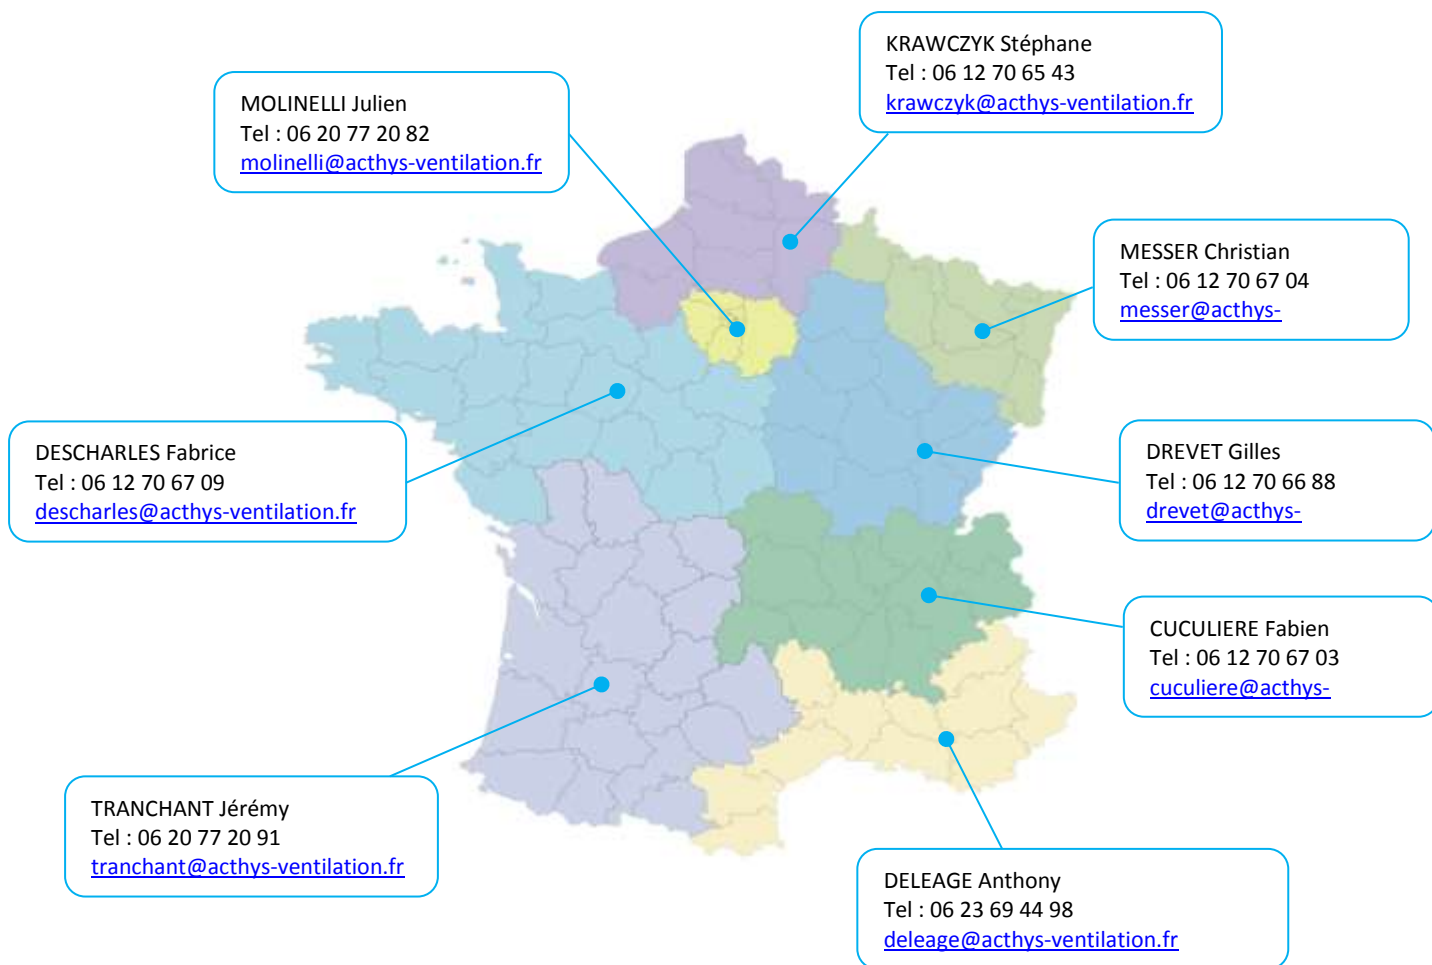 KRAWCZYK Stéphane
Tel : 06 12 70 65 43
krawczyk@acthys-ventilation.fr
MOLINELLI Julien
Tel : 06 20 77 20 82
molinelli@acthys-ventilation.fr
MESSER Christian
Tel : 06 12 70 67 04
messer@acthys-
DESCHARLES Fabrice
Tel : 06 12 70 67 09
descharles@acthys-ventilation.fr
DREVET Gilles
Tel : 06 12 70 66 88
drevet@acthys-
CUCULIERE Fabien
Tel : 06 12 70 67 03
cuculiere@acthys-
TRANCHANT Jérémy
Tel : 06 20 77 20 91
tranchant@acthys-ventilation.fr
DELEAGE Anthony
Tel : 06 23 69 44 98
deleage@acthys-ventilation.fr